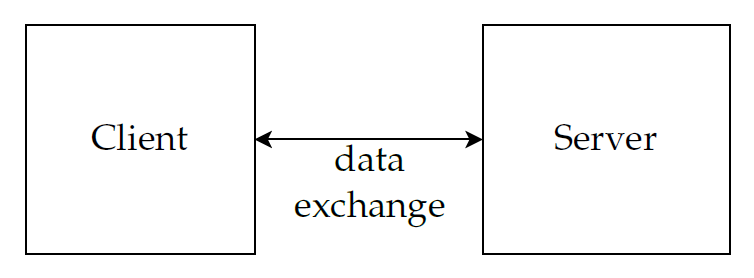 Client
data
exchange
Server